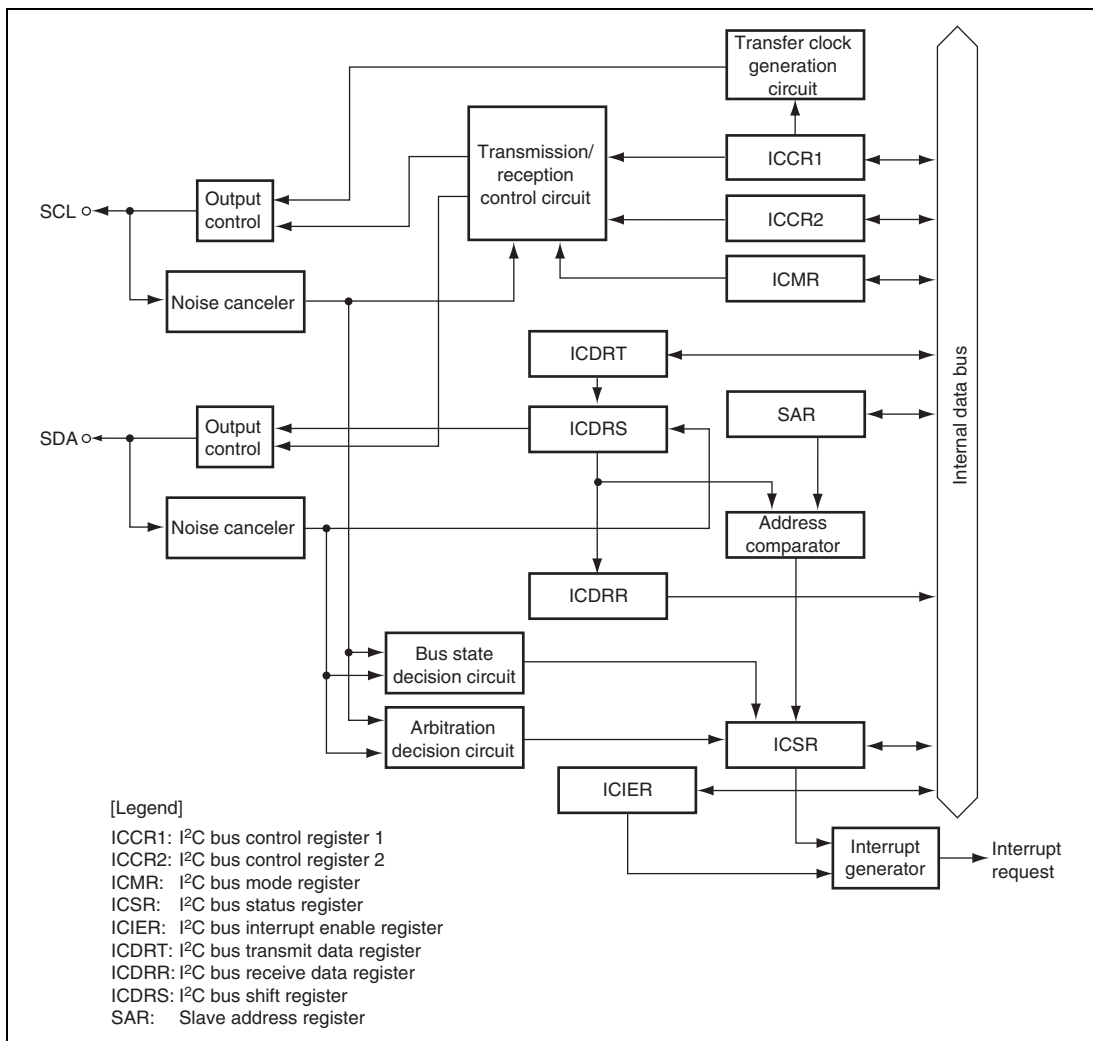 Transfer clock
generation
circuit
Transmission/
reception
control circuit
ICCR1
Output
control
SCL
ICCR2
Noise canceler
ICMR
ICDRT
Internal data bus
SAR
Output
control
ICDRS
SDA
Noise canceler
Address
comparator
ICDRR
Bus state
decision circuit
Arbitration
decision circuit
ICSR
ICIER
[Legend]
ICCR1: I²C bus control register 1
ICCR2: I²C bus control register 2
ICMR: I²C bus mode register
ICSR: I²C bus status register
ICIER: I²C bus interrupt enable register
ICDRT: I²C bus transmit data register
ICDRR: I²C bus receive data register
ICDRS: I²C bus shift register
SAR: Slave address register
Interrupt
generator
Interrupt
request